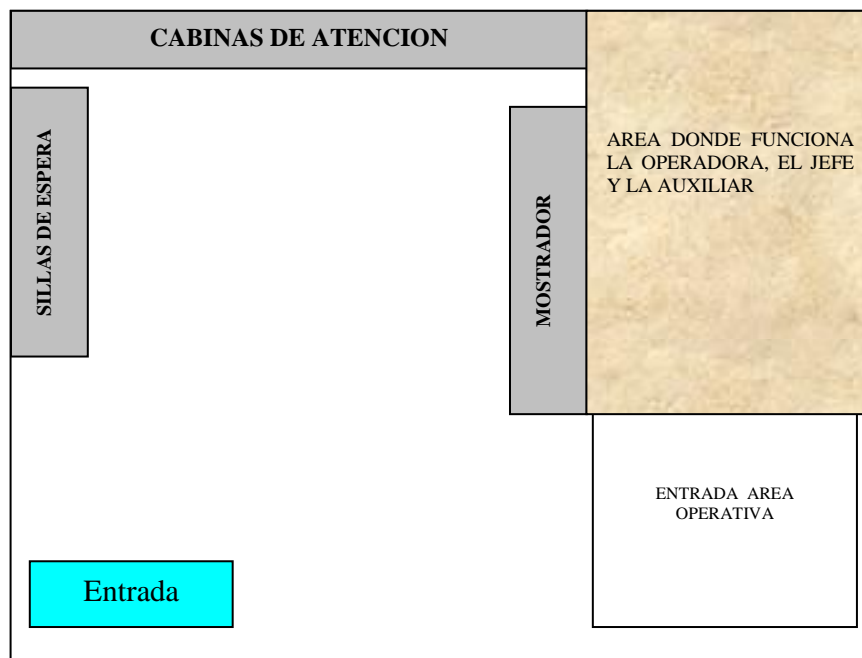 CABINAS DE ATENCION
SILLAS DE ESPERA
MOSTRADOR
AREA DONDE FUNCIONA
LA OPERADORA, EL JEFE
Y LA AUXILIAR
ENTRADA AREA
OPERATIVA
Entrada